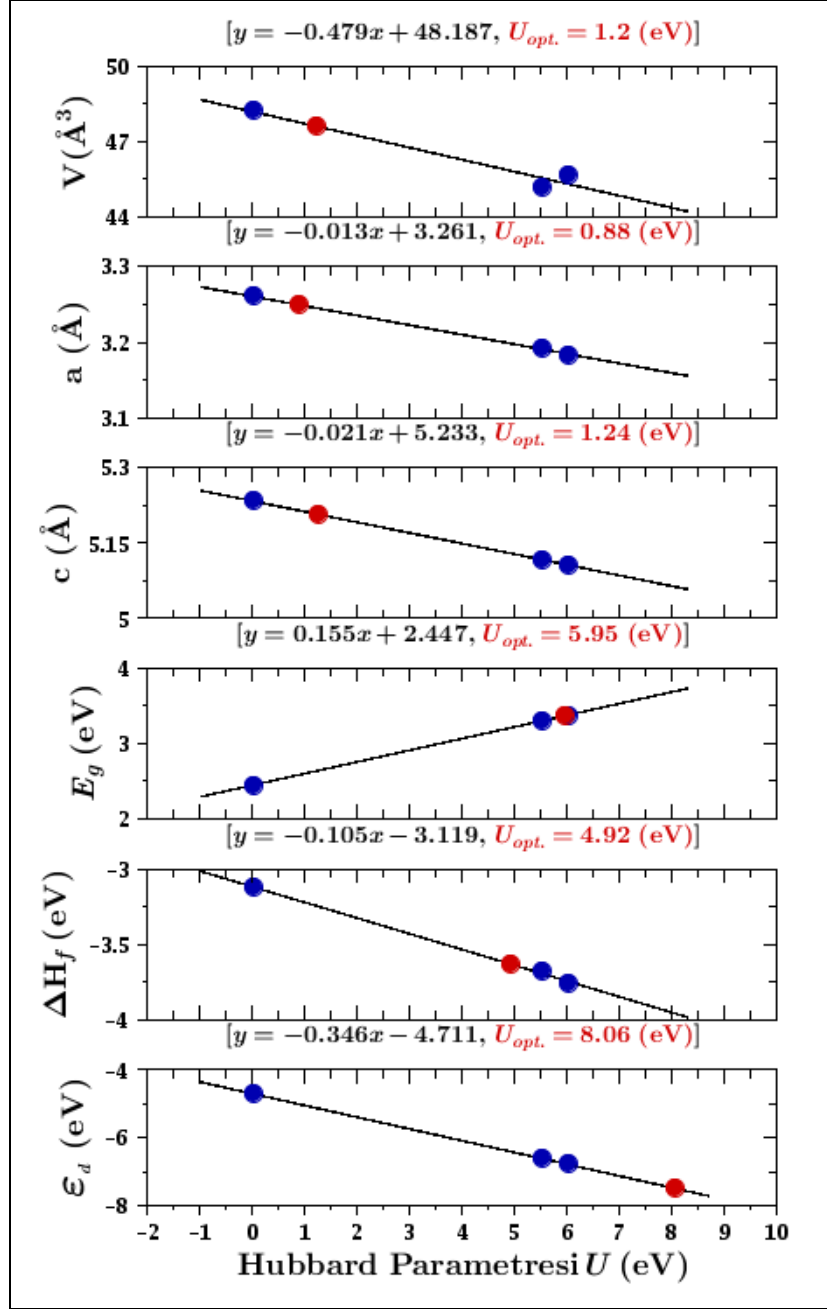 [y = −0.479x + 48.187, U_opt. = 1.2 (eV)]
50
47
44
V(Å³)
[y = −0.013x + 3.261, U_opt. = 0.88 (eV)]
3.3
3.2
3.1
a (Å)
[y = −0.021x + 5.233, U_opt. = 1.24 (eV)]
5.3
5.15
5
c (Å)
[y = 0.155x + 2.447, U_opt. = 5.95 (eV)]
4
3
2
E_g (eV)
[y = −0.105x − 3.119, U_opt. = 4.92 (eV)]
−3
−3.5
−4
ΔH_f (eV)
[y = −0.346x − 4.711, U_opt. = 8.06 (eV)]
−4
−6
−8
ε_d (eV)
−2 −1 0 1 2 3 4 5 6 7 8 9 10
Hubbard Parametresi U (eV)